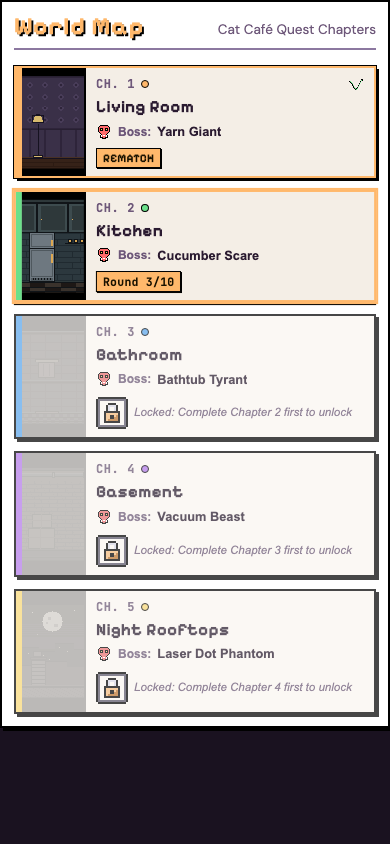 World Map
Cat Café Quest Chapters
CH. 1
Living Room
Boss: Yarn Giant
REMATCH
CH. 2
Kitchen
Boss: Cucumber Scare
Round 3/10
CH. 3
Bathroom
Boss: Bathtub Tyrant
Locked: Complete Chapter 2 first to unlock
CH. 4
Basement
Boss: Vacuum Beast
Locked: Complete Chapter 3 first to unlock
CH. 5
Night Rooftops
Boss: Laser Dot Phantom
Locked: Complete Chapter 4 first to unlock